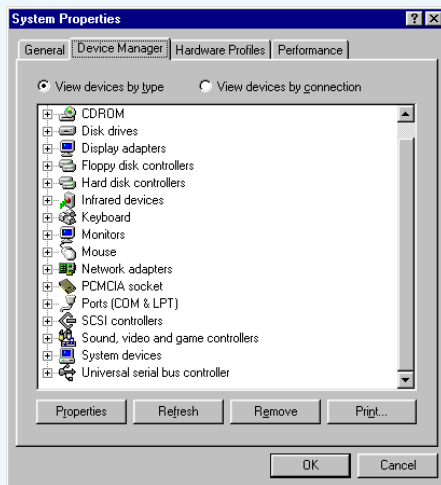 System Properties
General Device Manager Hardware Profiles Performance
View devices by type View devices by connection
CDROM
Disk drives
Display adapters
Floppy disk controllers
Hard disk controllers
Infrared devices
Keyboard
Monitors
Mouse
Network adapters
PCMCIA socket
Ports (COM & LPT)
SCSI controllers
Sound, video and game controllers
System devices
Universal serial bus controller
Properties Refresh Remove Print...
OK Cancel